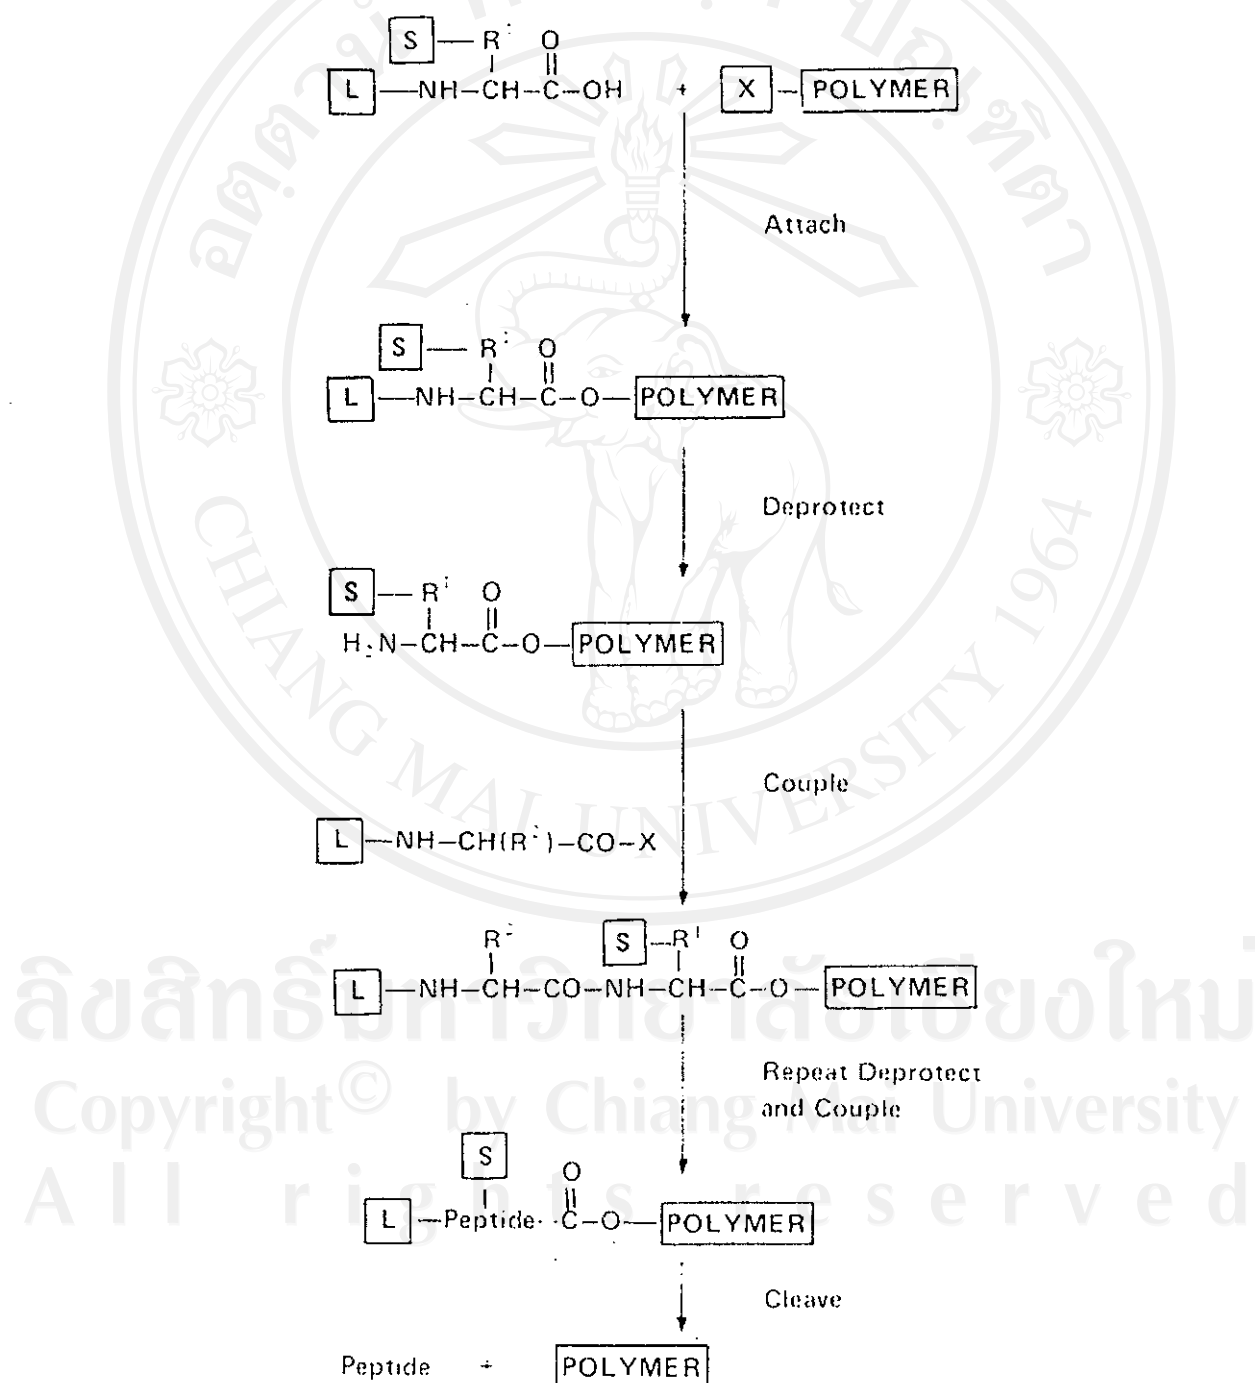 S — R¹ O
L —NH–CH–C–OH + X – POLYMER
Attach
S — R¹ O
L —NH–CH–C–O— POLYMER
Deprotect
S — R¹ O
H₂N–CH–C–O— POLYMER
Couple
L —NH–CH(R²)–CO–X
R² S –R¹ O
L —NH–CH–CO–NH–CH–C–O— POLYMER
Repeat Deprotect
and Couple
S
O
L –Peptide–C–O— POLYMER
Cleave
Peptide + POLYMER
CHIANG MAI UNIVERSITY 1964
ลิขสิทธิ์มหาวิทยาลัยเชียงใหม่
Copyright© by Chiang Mai University
All rights reserved